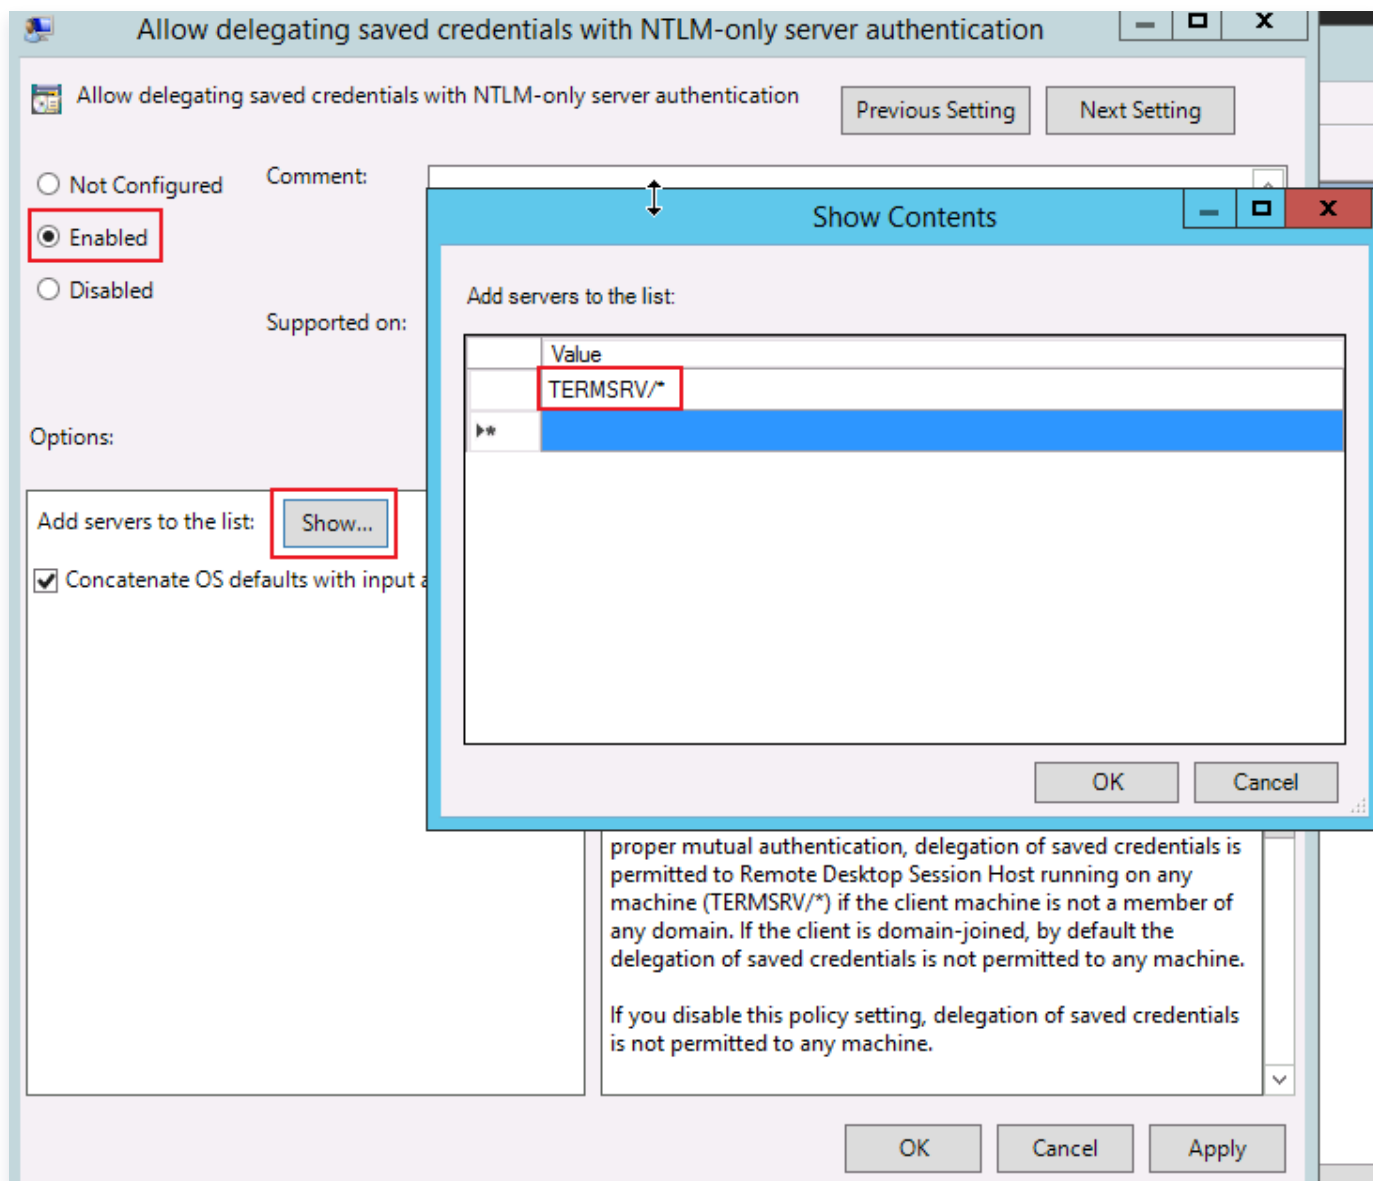 Allow delegating saved credentials with NTLM-only server authentication
Allow delegating saved credentials with NTLM-only server authentication
Previous Setting
Next Setting
Not Configured
Comment:
Enabled
Disabled
Supported on:
Show Contents
Add servers to the list:
Value
TERMSRV/*
OK
Cancel
Options:
Add servers to the list:
Show...
Concatenate OS defaults with input
proper mutual authentication, delegation of saved credentials is
permitted to Remote Desktop Session Host running on any
machine (TERMSRV/*) if the client machine is not a member of
any domain. If the client is domain-joined, by default the
delegation of saved credentials is not permitted to any machine.
If you disable this policy setting, delegation of saved credentials
is not permitted to any machine.
OK
Cancel
Apply